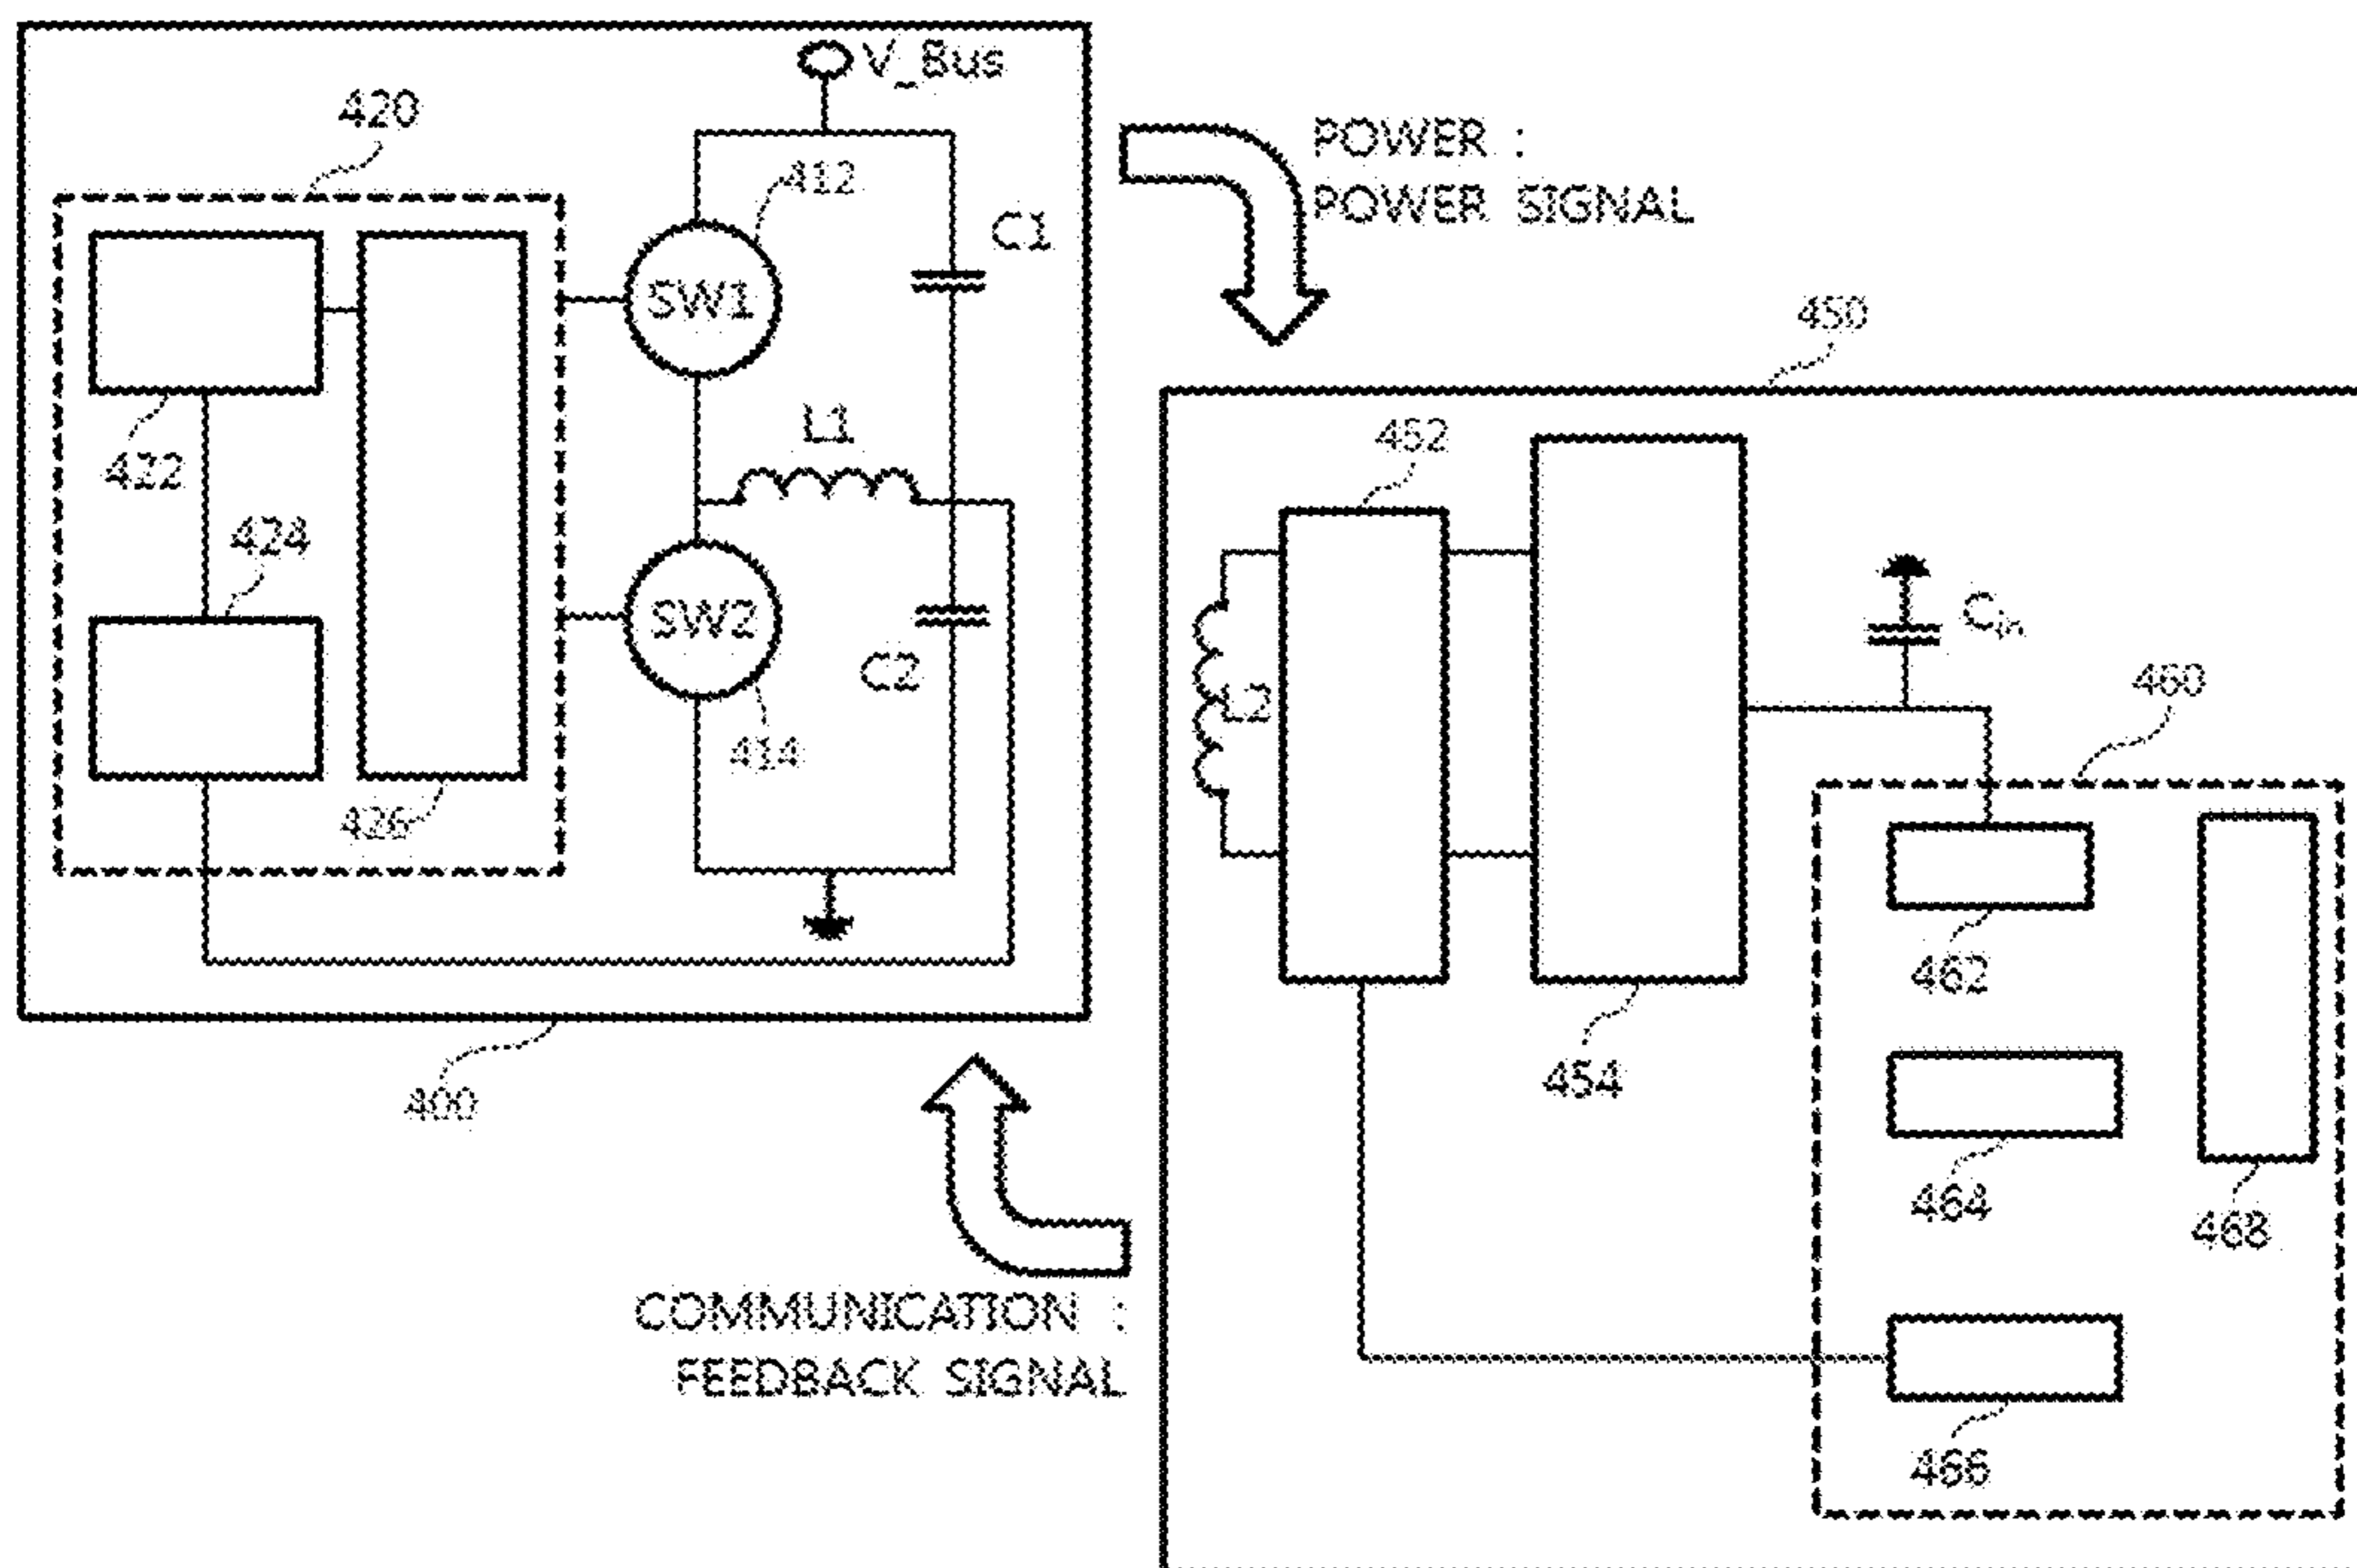 V_Bus
420
412
POWER :
POWER SIGNAL
C1
SW1
450
L1
452
422
424
SW2
C2
Cin
L2
460
414
426
462
400
454
464
468
COMMUNICATION :
FEEDBACK SIGNAL
466